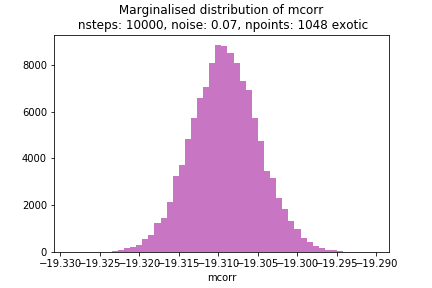 Marginalised distribution of mcorr
nsteps: 10000, noise: 0.07, npoints: 1048 exotic
8000
6000
4000
2000
0
−19.330−19.325−19.320−19.315−19.310−19.305−19.300−19.295−19.290
mcorr